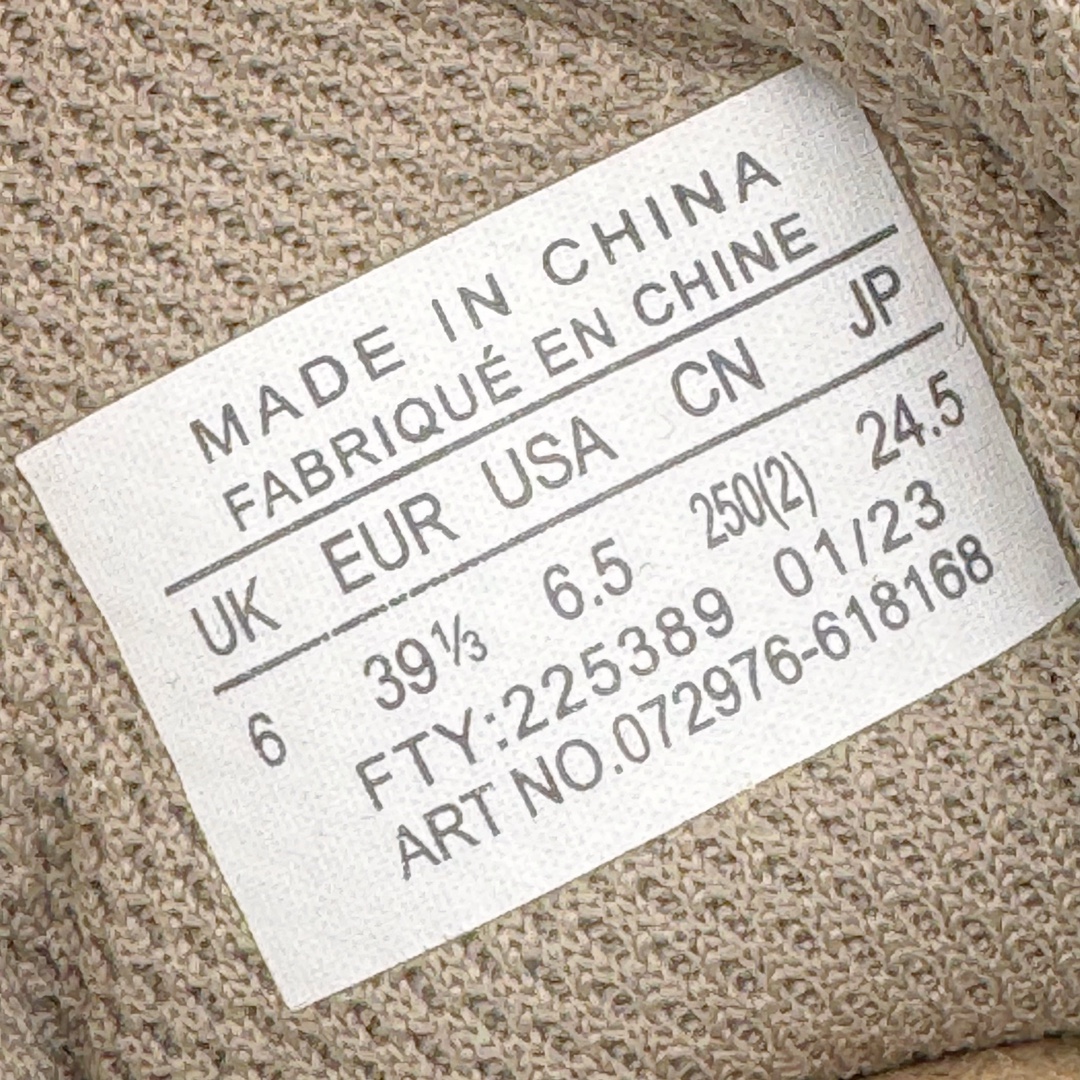 MADE IN CHINA
FABRIQUÉ EN CHINE
UK EUR USA CN JP
6 39⅓ 6.5 250(2) 24.5
FTY:225389 01/23
ART NO.072976-618168